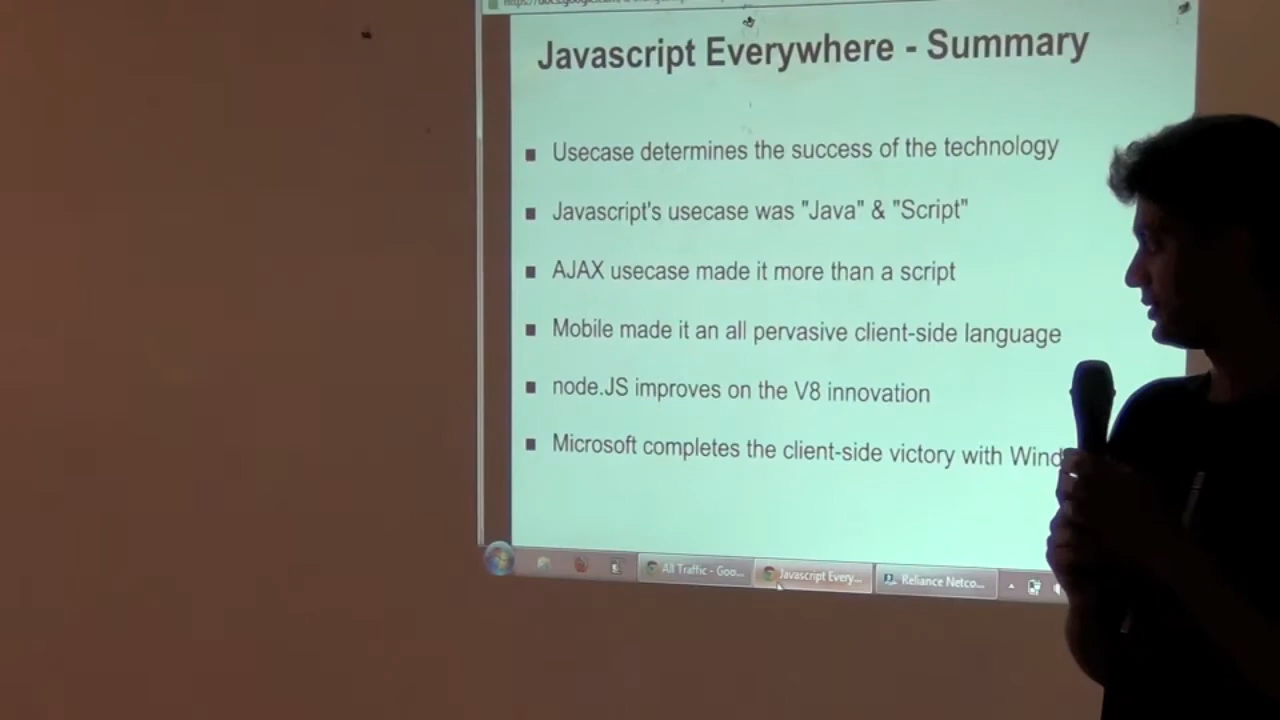 Javascript Everywhere - Summary
Usecase determines the success of the technology
Javascript's usecase was "Java" & "Script"
AJAX usecase made it more than a script
Mobile made it an all pervasive client-side language
node.JS improves on the V8 innovation
Microsoft completes the client-side victory with Wind
All Traffic - Goo...
Javascript Every...
Reliance Netco...